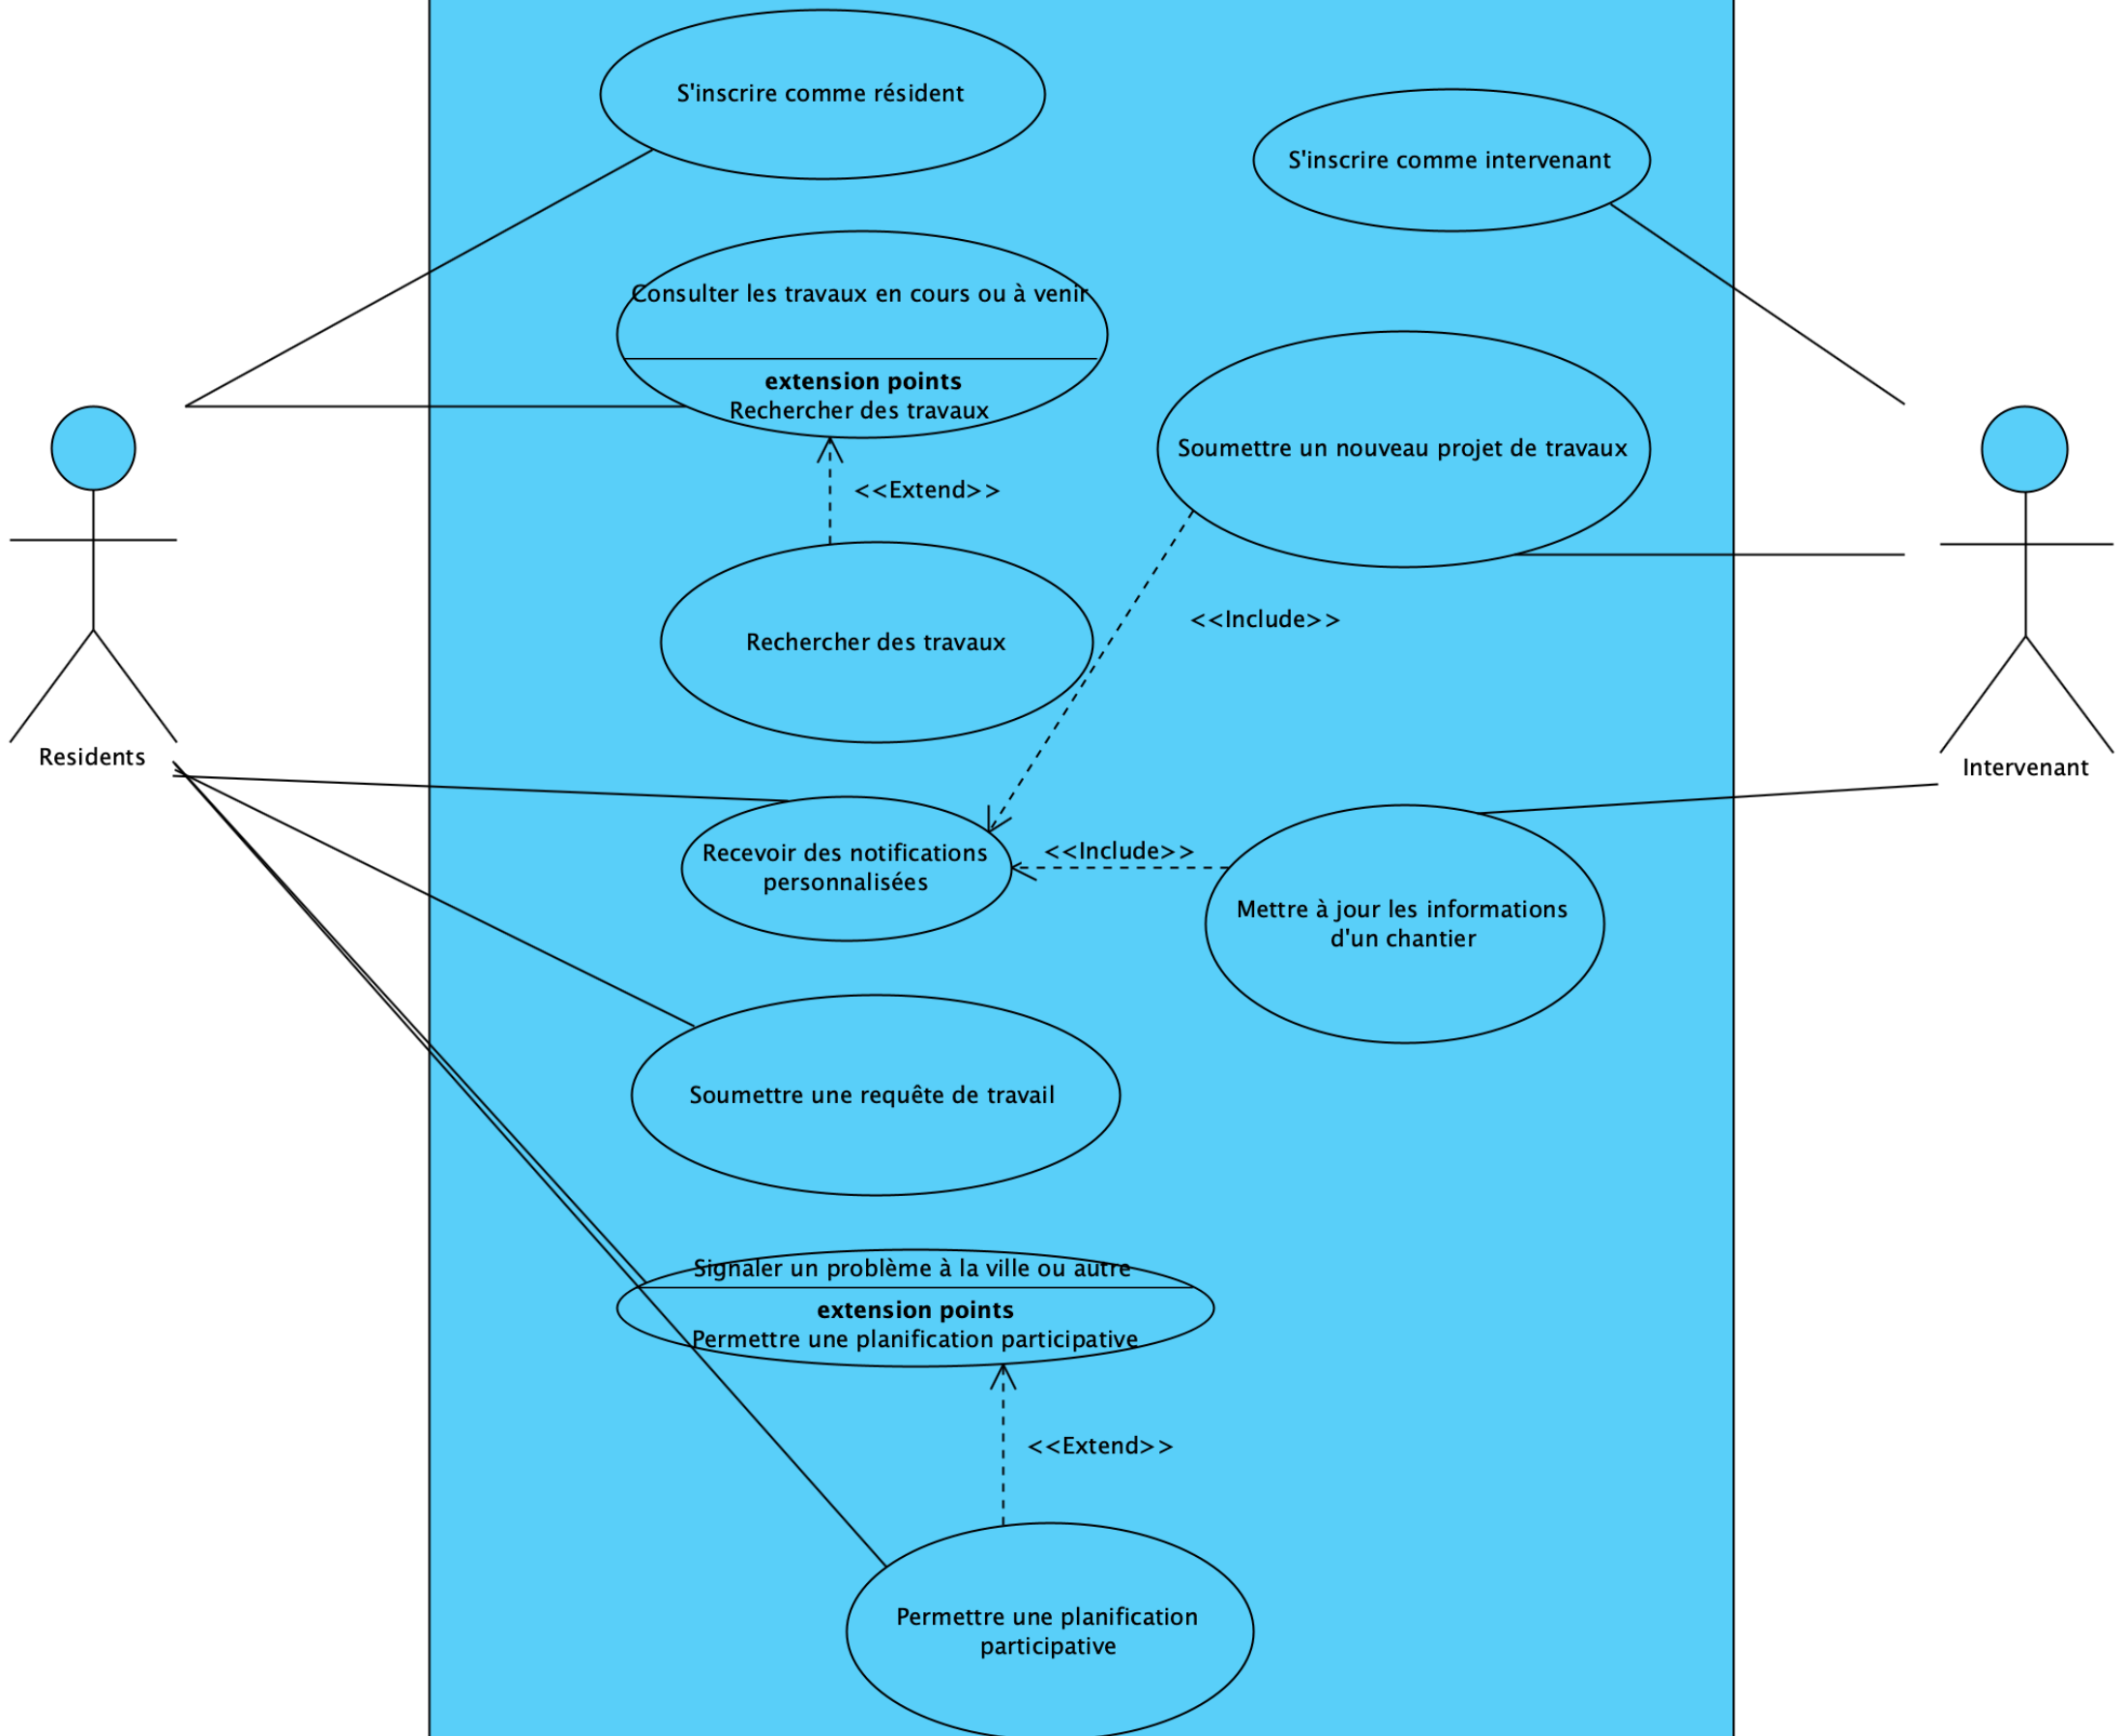 S'inscrire comme résident
S'inscrire comme intervenant
Consulter les travaux en cours ou à venir
extension points
Rechercher des travaux
Soumettre un nouveau projet de travaux
<<Extend>>
<<Include>>
Rechercher des travaux
Residents
Intervenant
Recevoir des notifications
personnalisées
<<Include>>
Mettre à jour les informations
d'un chantier
Soumettre une requête de travail
Signaler un problème à la ville ou autre
extension points
Permettre une planification participative
<<Extend>>
Permettre une planification
participative